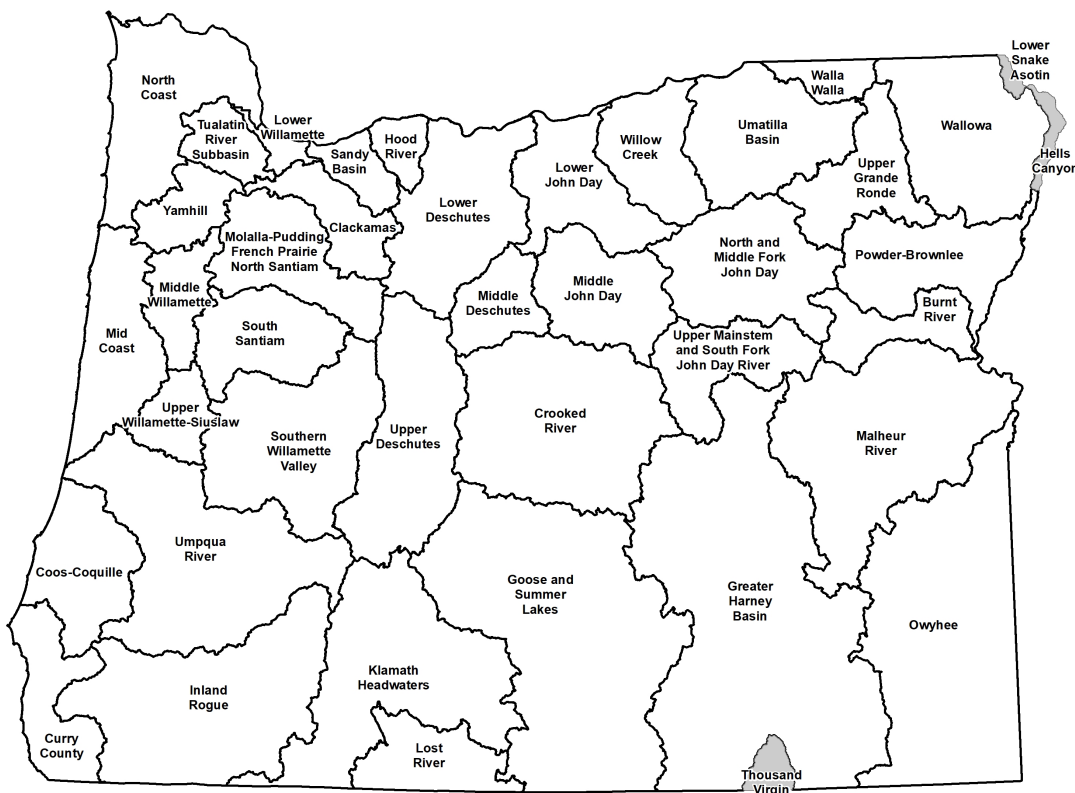 North
Coast
Tualatin
River
Subbasin
Lower
Willamette
Sandy
Basin
Hood
River
Lower
Deschutes
Lower
John Day
Willow
Creek
Umatilla
Basin
Walla
Walla
Upper
Grande
Ronde
Wallowa
Lower
Snake
Asotin
Hells
Canyon
Yamhill
Molalla-Pudding
French Prairie
North Santiam
Clackamas
Middle
Willamette
Mid
Coast
South
Santiam
Middle
Deschutes
Middle
John Day
North and
Middle Fork
John Day
Powder-Brownlee
Burnt
River
Upper Mainstem
and South Fork
John Day River
Upper
Willamette-Siuslaw
Southern
Willamette
Valley
Upper
Deschutes
Crooked
River
Malheur
River
Umpqua
River
Coos-Coquille
Goose and
Summer
Lakes
Greater
Harney
Basin
Owyhee
Inland
Rogue
Klamath
Headwaters
Lost
River
Curry
County
Thousand
Virgin